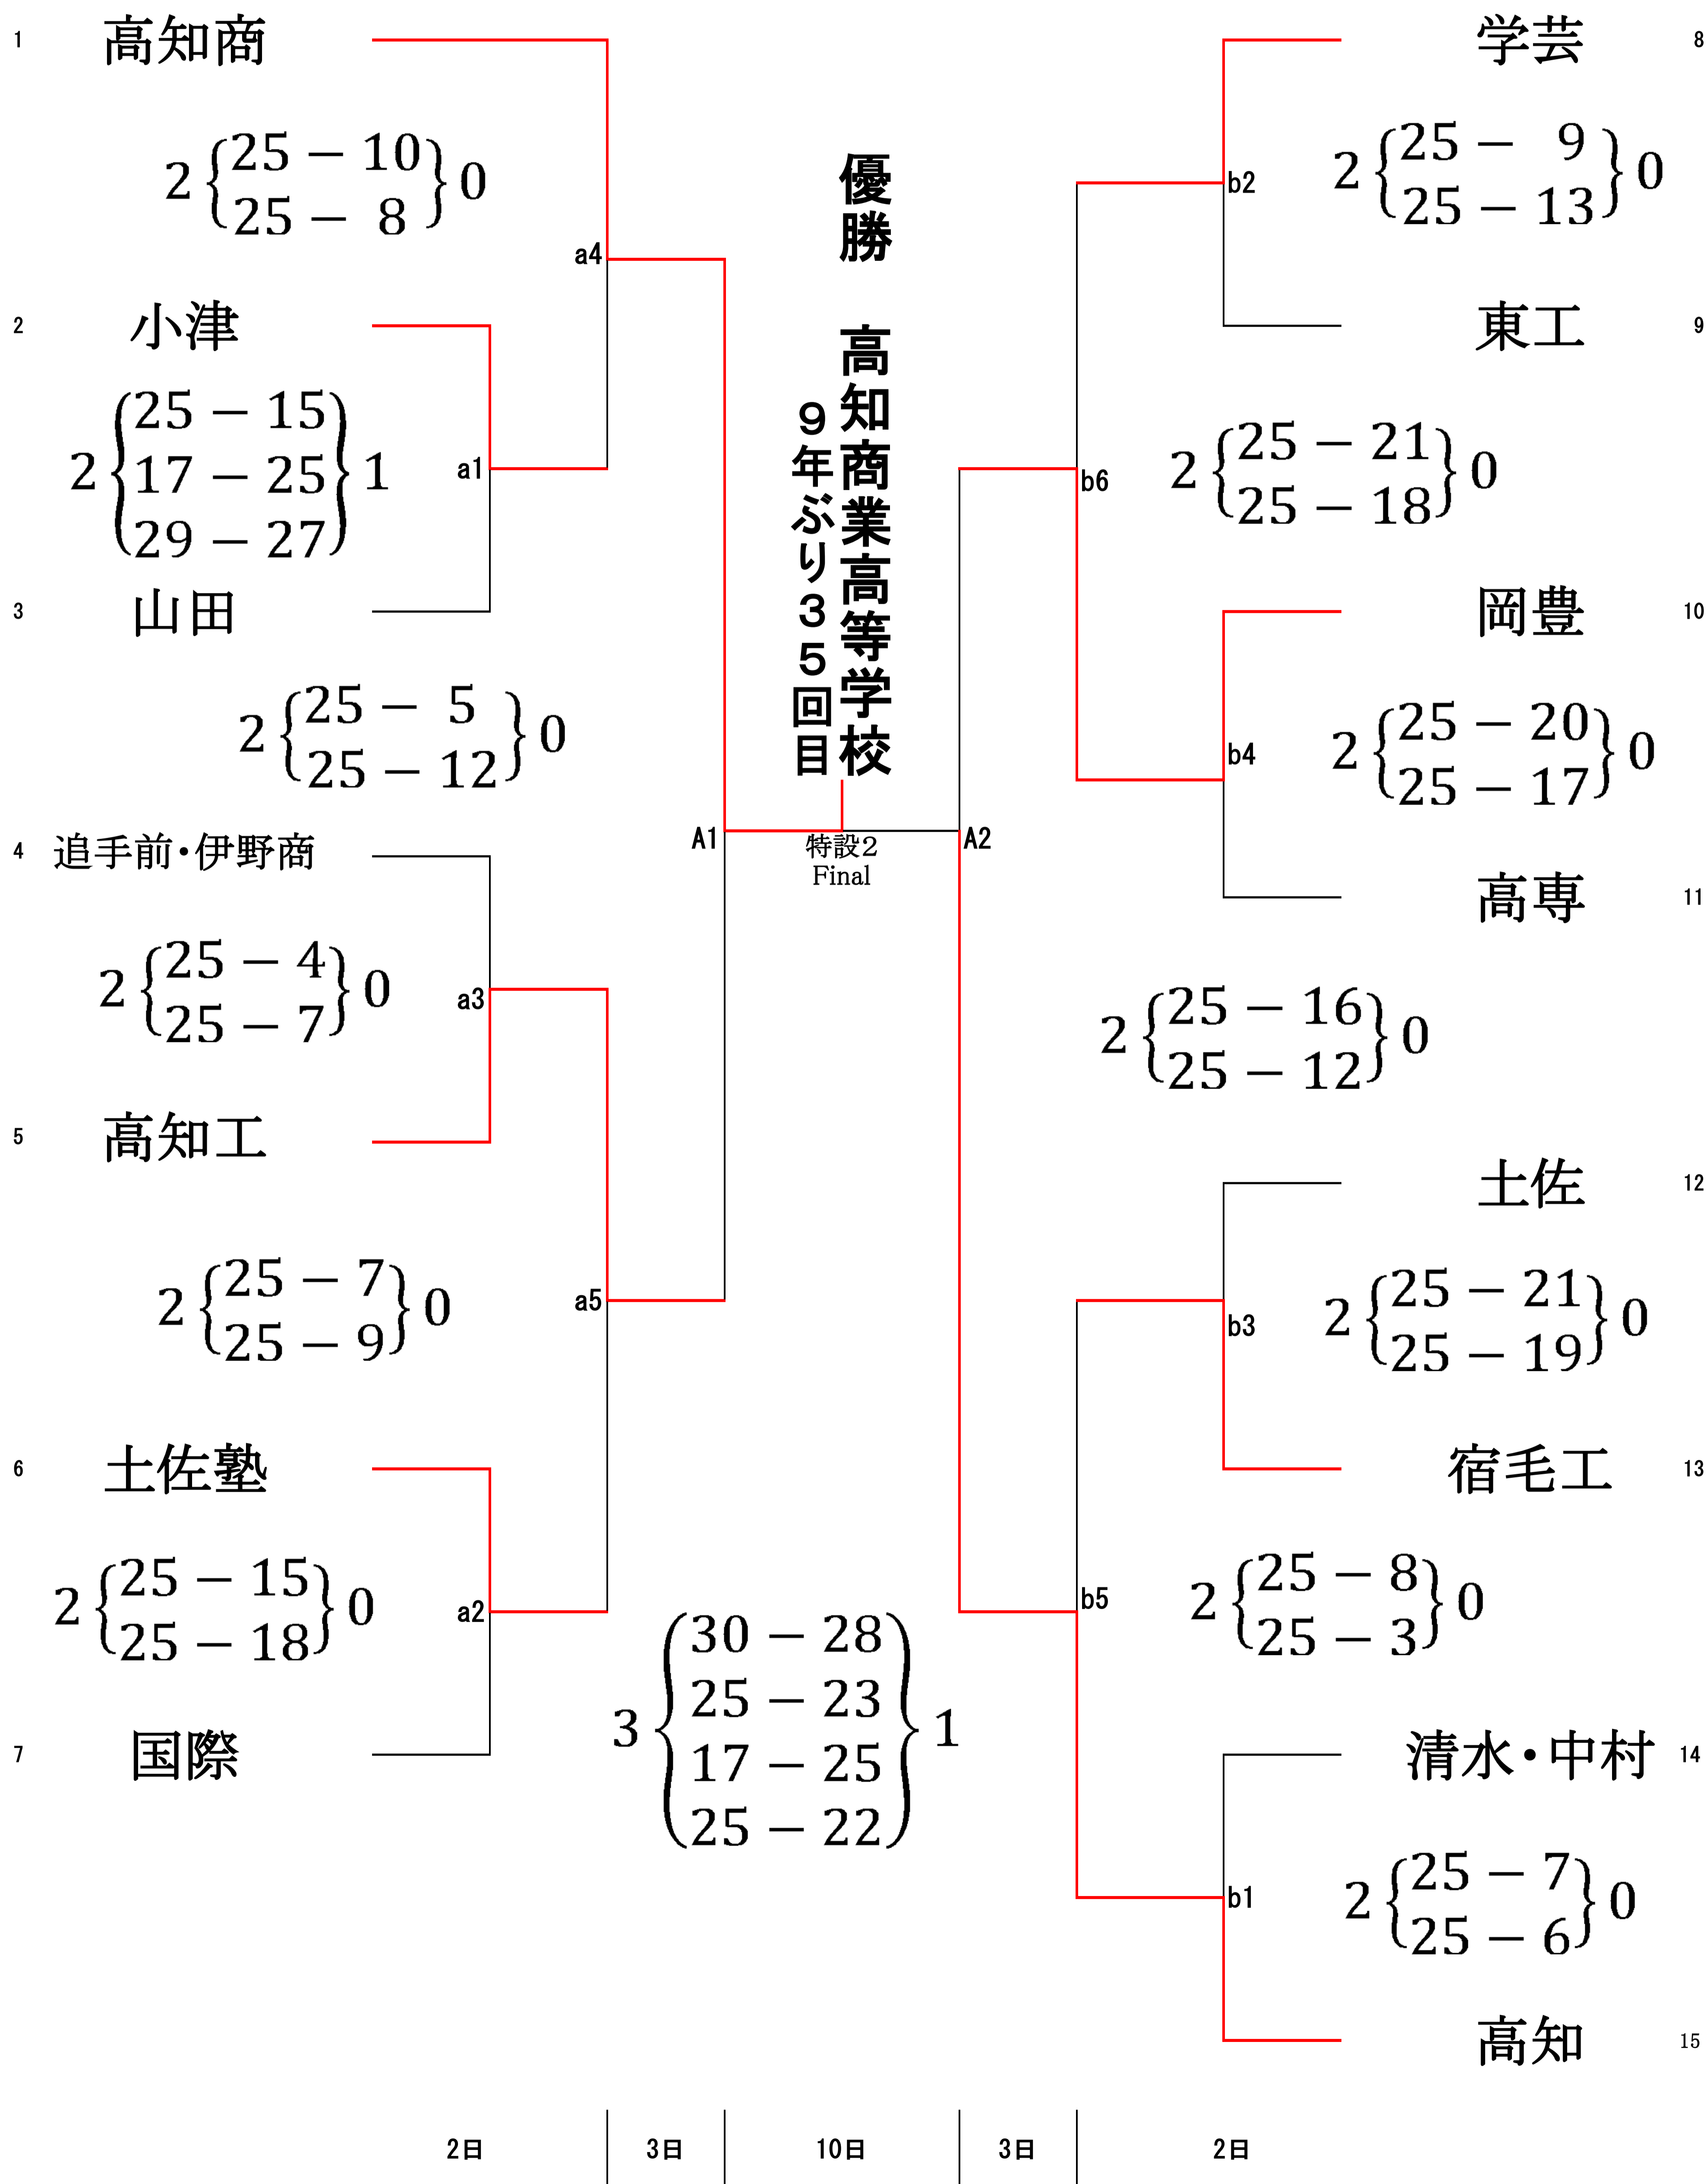 1 高知商
2{25-10 25-8}0
a4
2 小津
2{25-15 17-25 29-27}1
a1
3 山田
2{25-5 25-12}0
A1
4 追手前・伊野商
2{25-4 25-7}0
a3
5 高知工
2{25-7 25-9}0
a5
6 土佐塾
2{25-15 25-18}0
a2
7 国際
優勝 高知商業高等学校
9年ぶり35回目
特設2
Final
3{30-28 25-23 17-25 25-22}1
学芸 8
b2
2{25-9 25-13}0
東工 9
b6
2{25-21 25-18}0
岡豊 10
b4
2{25-20 25-17}0
高専 11
A2
2{25-16 25-12}0
土佐 12
b3
2{25-21 25-19}0
宿毛工 13
b5
2{25-8 25-3}0
清水・中村 14
b1
2{25-7 25-6}0
高知 15
2日 3日 10日 3日 2日